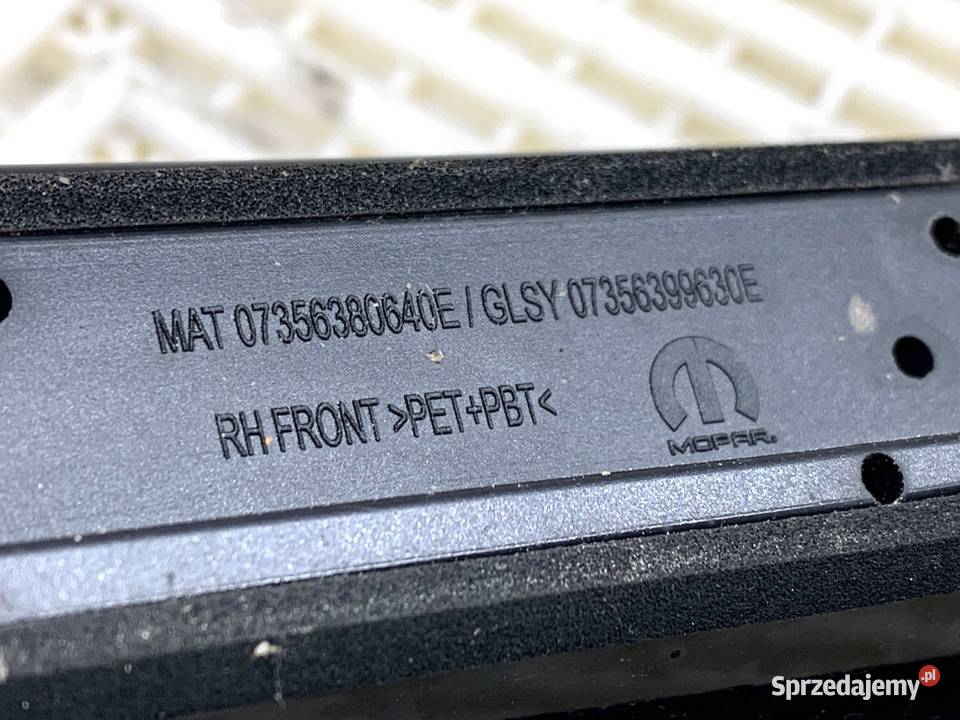 MAT 07356380640E / GLSY 07356399630E
RH FRONT >PET+PBT<
MOPAR®
Sprzedajemy.pl